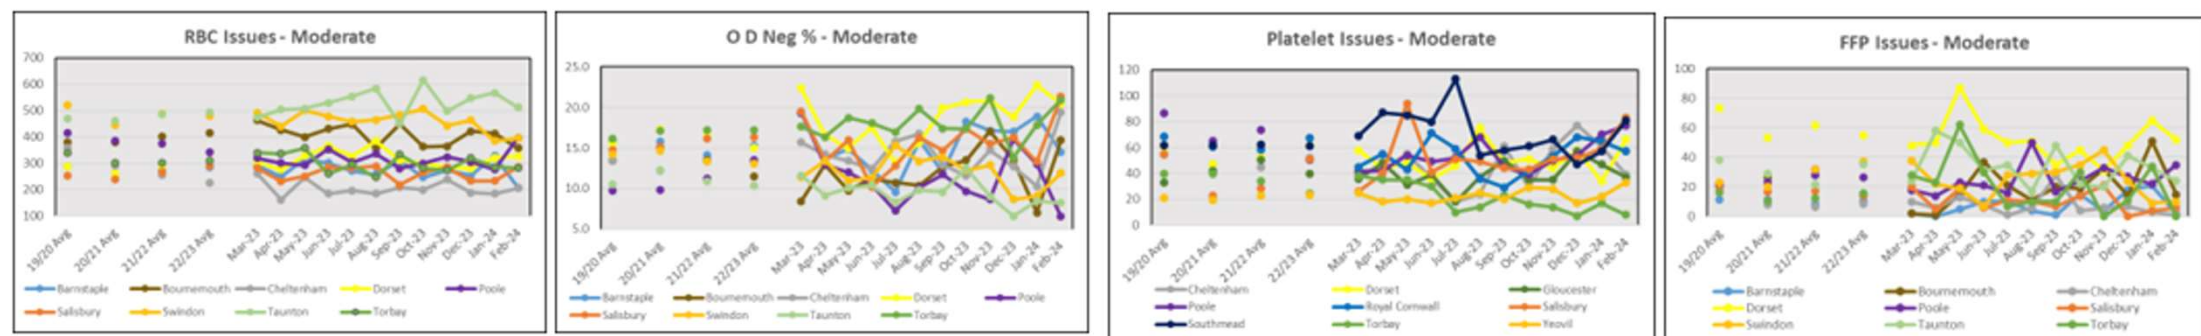 RBC Issues - Moderate
700
600
500
400
300
200
100
19/20 Avg
20/21 Avg
21/22 Avg
22/23 Avg
Mar-23
Apr-23
May-23
Jun-23
Jul-23
Aug-23
Sep-23
Oct-23
Nov-23
Dec-23
Jan-24
Feb-24
Barnstaple Bournemouth Cheltenham Dorset Poole
Salisbury Swindon Taunton Torbay
O D Neg % - Moderate
25.0
20.0
15.0
10.0
5.0
19/20 Avg
20/21 Avg
21/22 Avg
22/23 Avg
Mar-23
Apr-23
May-23
Jun-23
Jul-23
Aug-23
Sep-23
Oct-23
Nov-23
Dec-23
Jan-24
Feb-24
Barnstaple Bournemouth Cheltenham Dorset Poole
Salisbury Swindon Taunton Torbay
Platelet Issues - Moderate
120
100
80
60
40
20
0
19/20 Avg
20/21 Avg
21/22 Avg
22/23 Avg
Mar-23
Apr-23
May-23
Jun-23
Jul-23
Aug-23
Sep-23
Oct-23
Nov-23
Dec-23
Jan-24
Feb-24
Cheltenham Dorset Gloucester
Poole Royal Cornwall Salisbury
Southmead Torbay Yeovil
FFP Issues - Moderate
100
80
60
40
20
0
19/20 Avg
20/21 Avg
21/22 Avg
22/23 Avg
Mar-23
Apr-23
May-23
Jun-23
Jul-23
Aug-23
Sep-23
Oct-23
Nov-23
Dec-23
Jan-24
Feb-24
Barnstaple Bournemouth Cheltenham
Dorset Poole Salisbury
Swindon Taunton Torbay